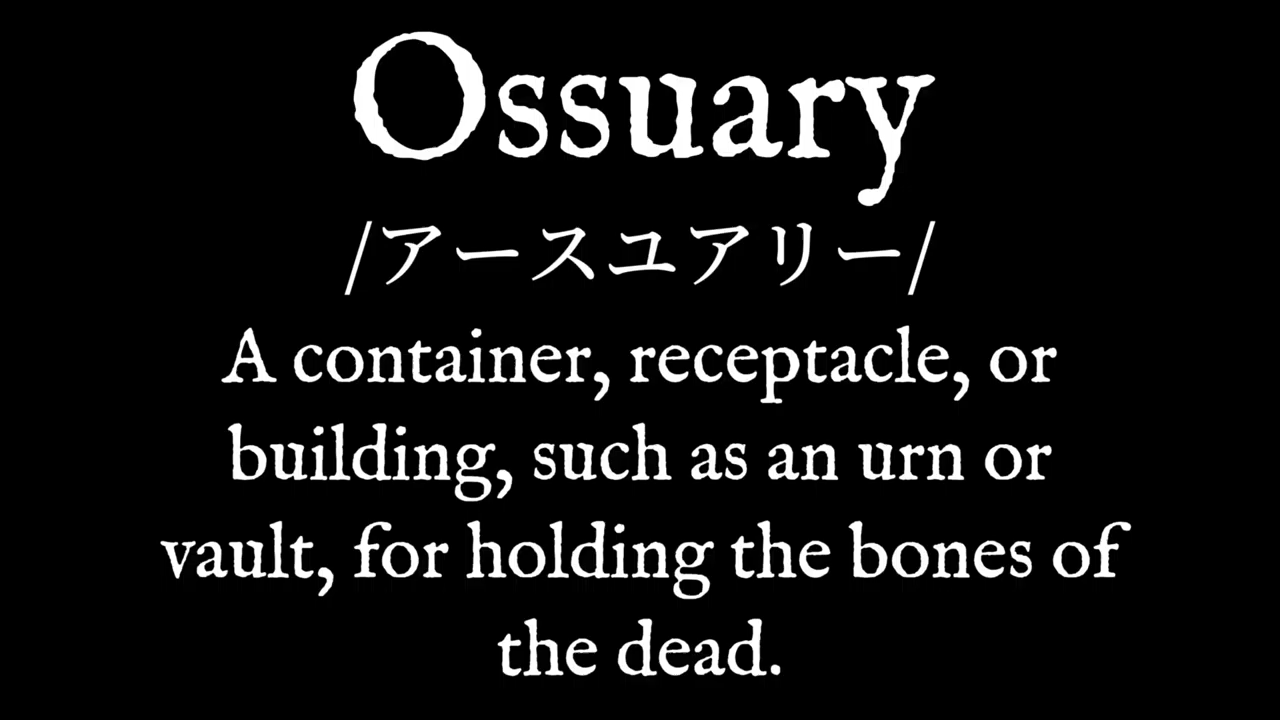 Ossuary
/アースユアリー/
A container, receptacle, or
building, such as an urn or
vault, for holding the bones of
the dead.